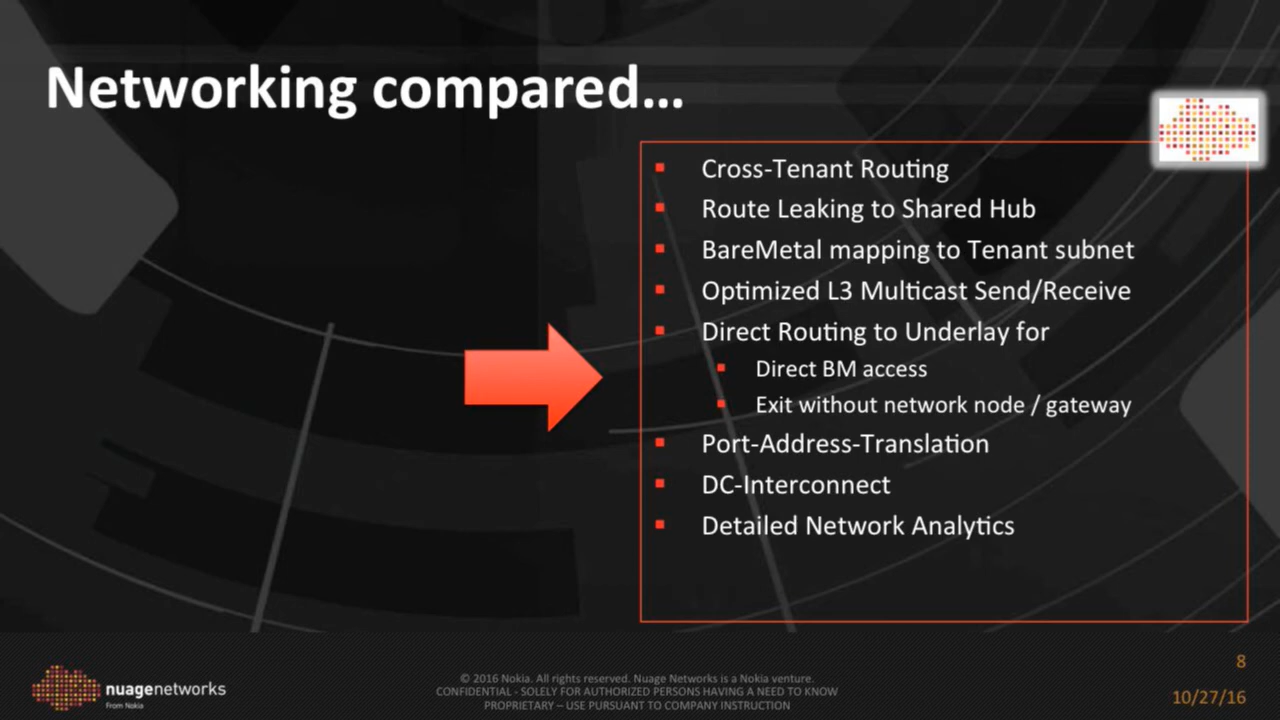 Networking compared...
Cross-Tenant Routing
Route Leaking to Shared Hub
BareMetal mapping to Tenant subnet
Optimized L3 Multicast Send/Receive
Direct Routing to Underlay for
Direct BM access
Exit without network node / gateway
Port-Address-Translation
DC-Interconnect
Detailed Network Analytics
nuagenetworks
From Nokia
© 2016 Nokia. All rights reserved. Nuage Networks is a Nokia venture.
CONFIDENTIAL - SOLELY FOR AUTHORIZED PERSONS HAVING A NEED TO KNOW
PROPRIETARY – USE PURSUANT TO COMPANY INSTRUCTION
8
10/27/16